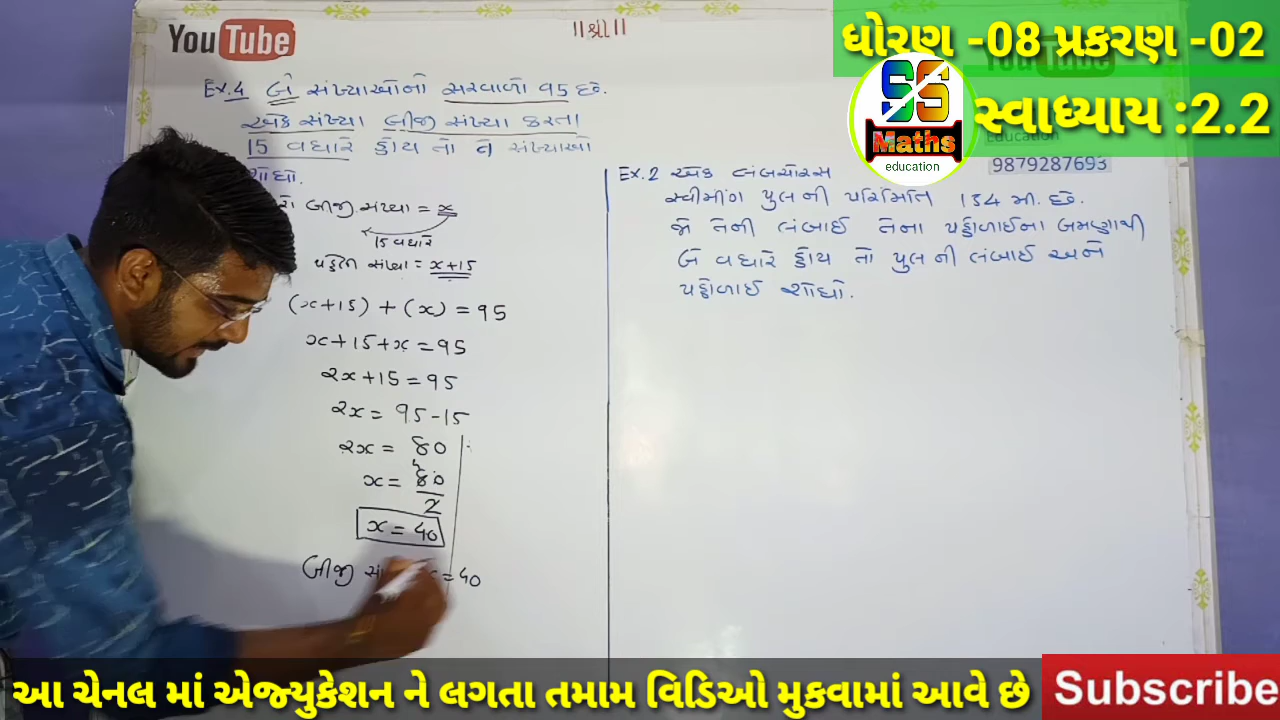 YouTube
॥श्री॥
ધોરણ -08 પ્રકરણ -02
સ્વાધ્યાય :2.2
SS
Maths
education
Education
9879287693
Ex.4 બે સંખ્યાઓનો સરવાળો 95 છે.
એક સંખ્યા બીજી સંખ્યા કરતા
15 વધારે હોય તો તે સંખ્યાઓ
શોધો.
બીજી સંખ્યા = x
15 વધારે
પહેલી સંખ્યા = x+15
(x+15) + (x) = 95
x+15+x = 95
2x+15 = 95
2x = 95-15
2x = 80
x = 80/2
x = 40
બીજી = 40
Ex.2 એક લંબચોરસ
સ્વીમીંગ પુલ ની પરિમિતિ 154 મી. છે.
જો તેની લંબાઈ તેના પહોળાઈના બમણાથી
બે વધારે હોય તો પુલ ની લંબાઈ અને
પહોળાઈ શોધો.
આ ચેનલ માં એજ્યુકેશન ને લગતા તમામ વિડિઓ મુકવામાં આવે છે
Subscribe